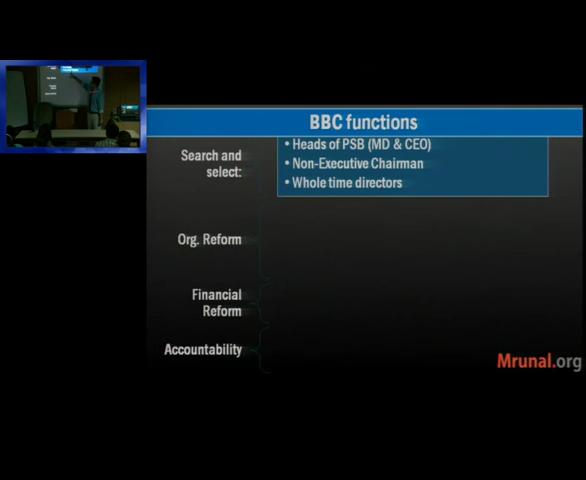 BBC functions
Search and
select:
• Heads of PSB (MD & CEO)
• Non-Executive Chairman
• Whole time directors
Org. Reform
Financial
Reform
Accountability
Mrunal.org